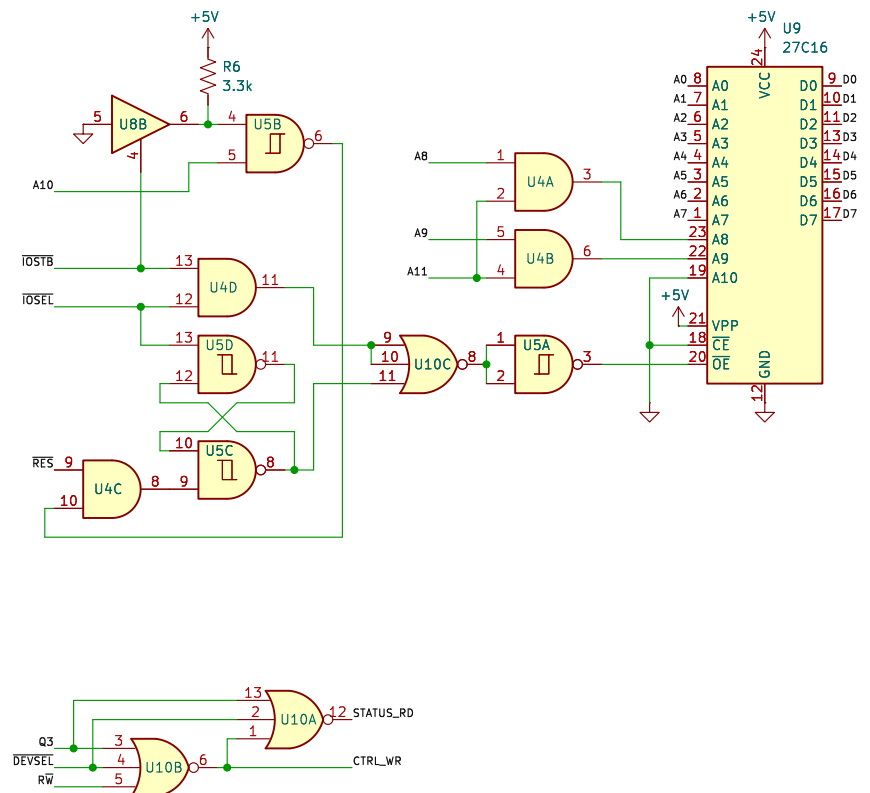 +5V +5V
U9
27C16
R6
3.3k
24
VCC
A0 8 A0 D0 9 D0
A1 7 A1 D1 10 D1
A2 6 A2 D2 11 D2
A3 5 A3 D3 13 D3
A4 4 A4 D4 14 D4
A5 3 A5 D5 15 D5
A6 2 A6 D6 16 D6
A7 1 A7 D7 17 D7
23 A8
22 A9
19 A10
+5V
21 VPP
18 CE
20 OE
GND
12
5 U8B 6
4
4 U5B 6
5
A10
A8 1 U4A 3
2
A9 5 U4B 6
A11 4
IOSTB 13 U4D 11
IOSEL 12
13 U5D 11
12
9 U10C 8
10
11
1 U5A 3
2
10 U5C 8
9
RES 9 U4C 8
10
13 U10A 12 STATUS_RD
2
1
Q3 3 U10B 6 CTRL_WR
DEVSEL 4
RW 5